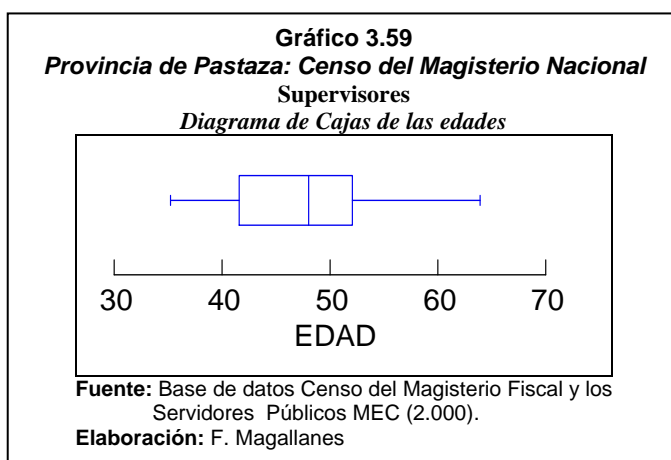 Gráfico 3.59
Provincia de Pastaza: Censo del Magisterio Nacional
Supervisores
Diagrama de Cajas de las edades
30 40 50 60 70
EDAD
Fuente: Base de datos Censo del Magisterio Fiscal y los
Servidores Públicos MEC (2.000).
Elaboración: F. Magallanes